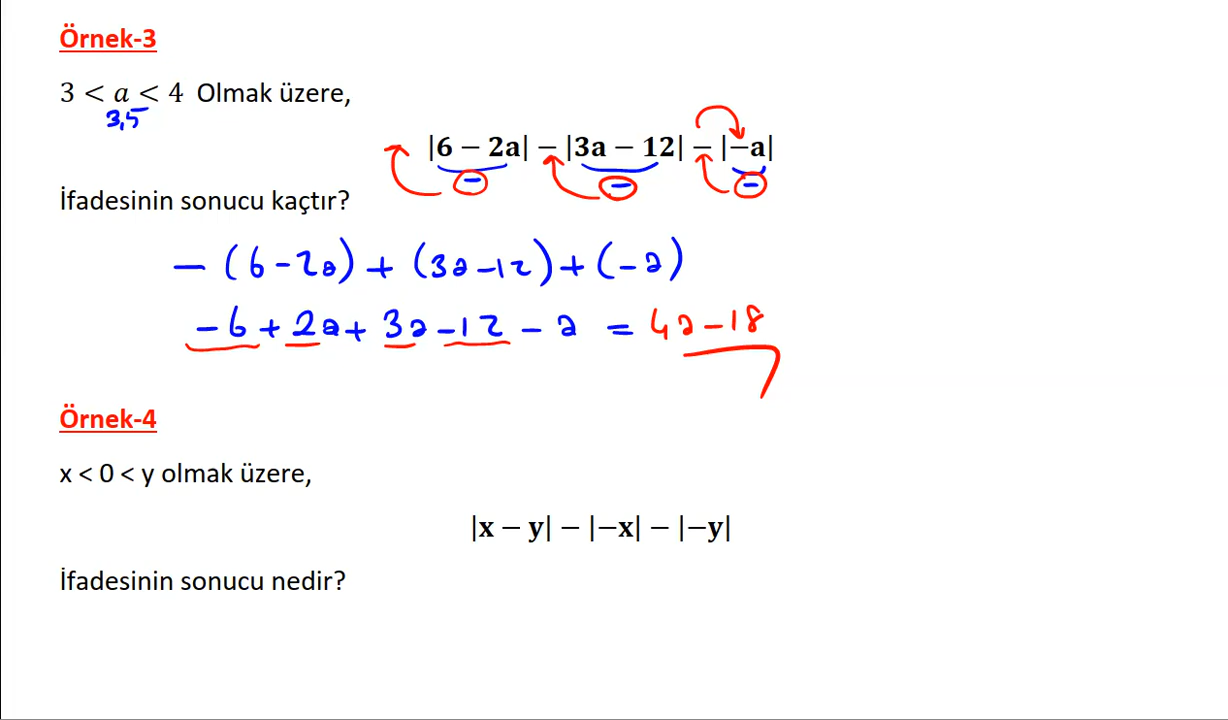 Örnek-3
3 < a < 4 Olmak üzere,
3,5
|6 − 2a| − |3a − 12| − |−a|
− − −
İfadesinin sonucu kaçtır?
− (6-2a) + (3a-12) + (-a)
-6 + 2a + 3a - 12 - a = 4a - 18
Örnek-4
x < 0 < y olmak üzere,
|x − y| − |−x| − |−y|
İfadesinin sonucu nedir?